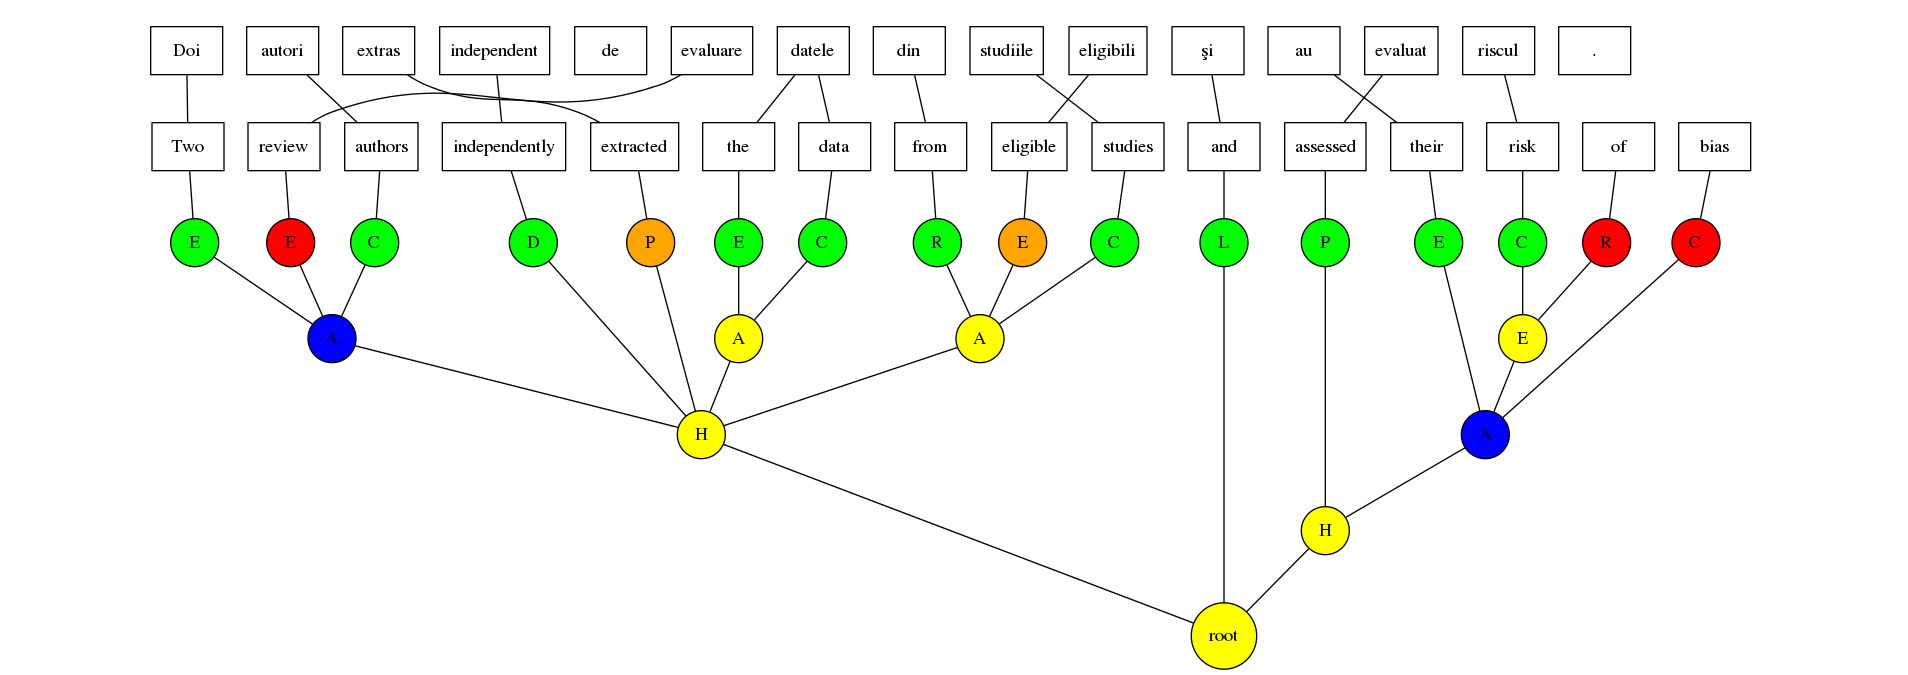 Doi autori extras independent de evaluare datele din studiile eligibili şi au evaluat riscul .
Two review authors independently extracted the data from eligible studies and assessed their risk of bias
E E C D P E C R E C L P E C R C
A A A E
H A
H
root